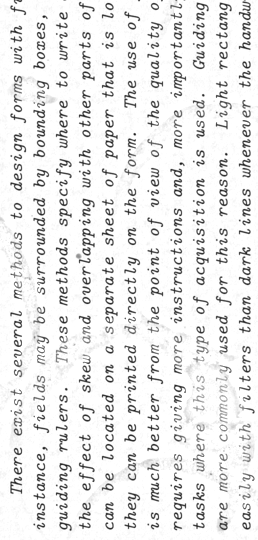 There exist several methods to design forms with
instance, fields may be surrounded by bounding boxes,
guiding rulers. These methods specify where to write
the effect of skew and overlapping with other parts of
can be located on a separate sheet of paper that is
they can be printed directly on the form. The use of
is much better from the point of view of the quality
requires giving more instructions and, more
tasks where this type of acquisition is used. Guiding
are more commonly used for this reason. Light
easily with filters than dark lines whenever the